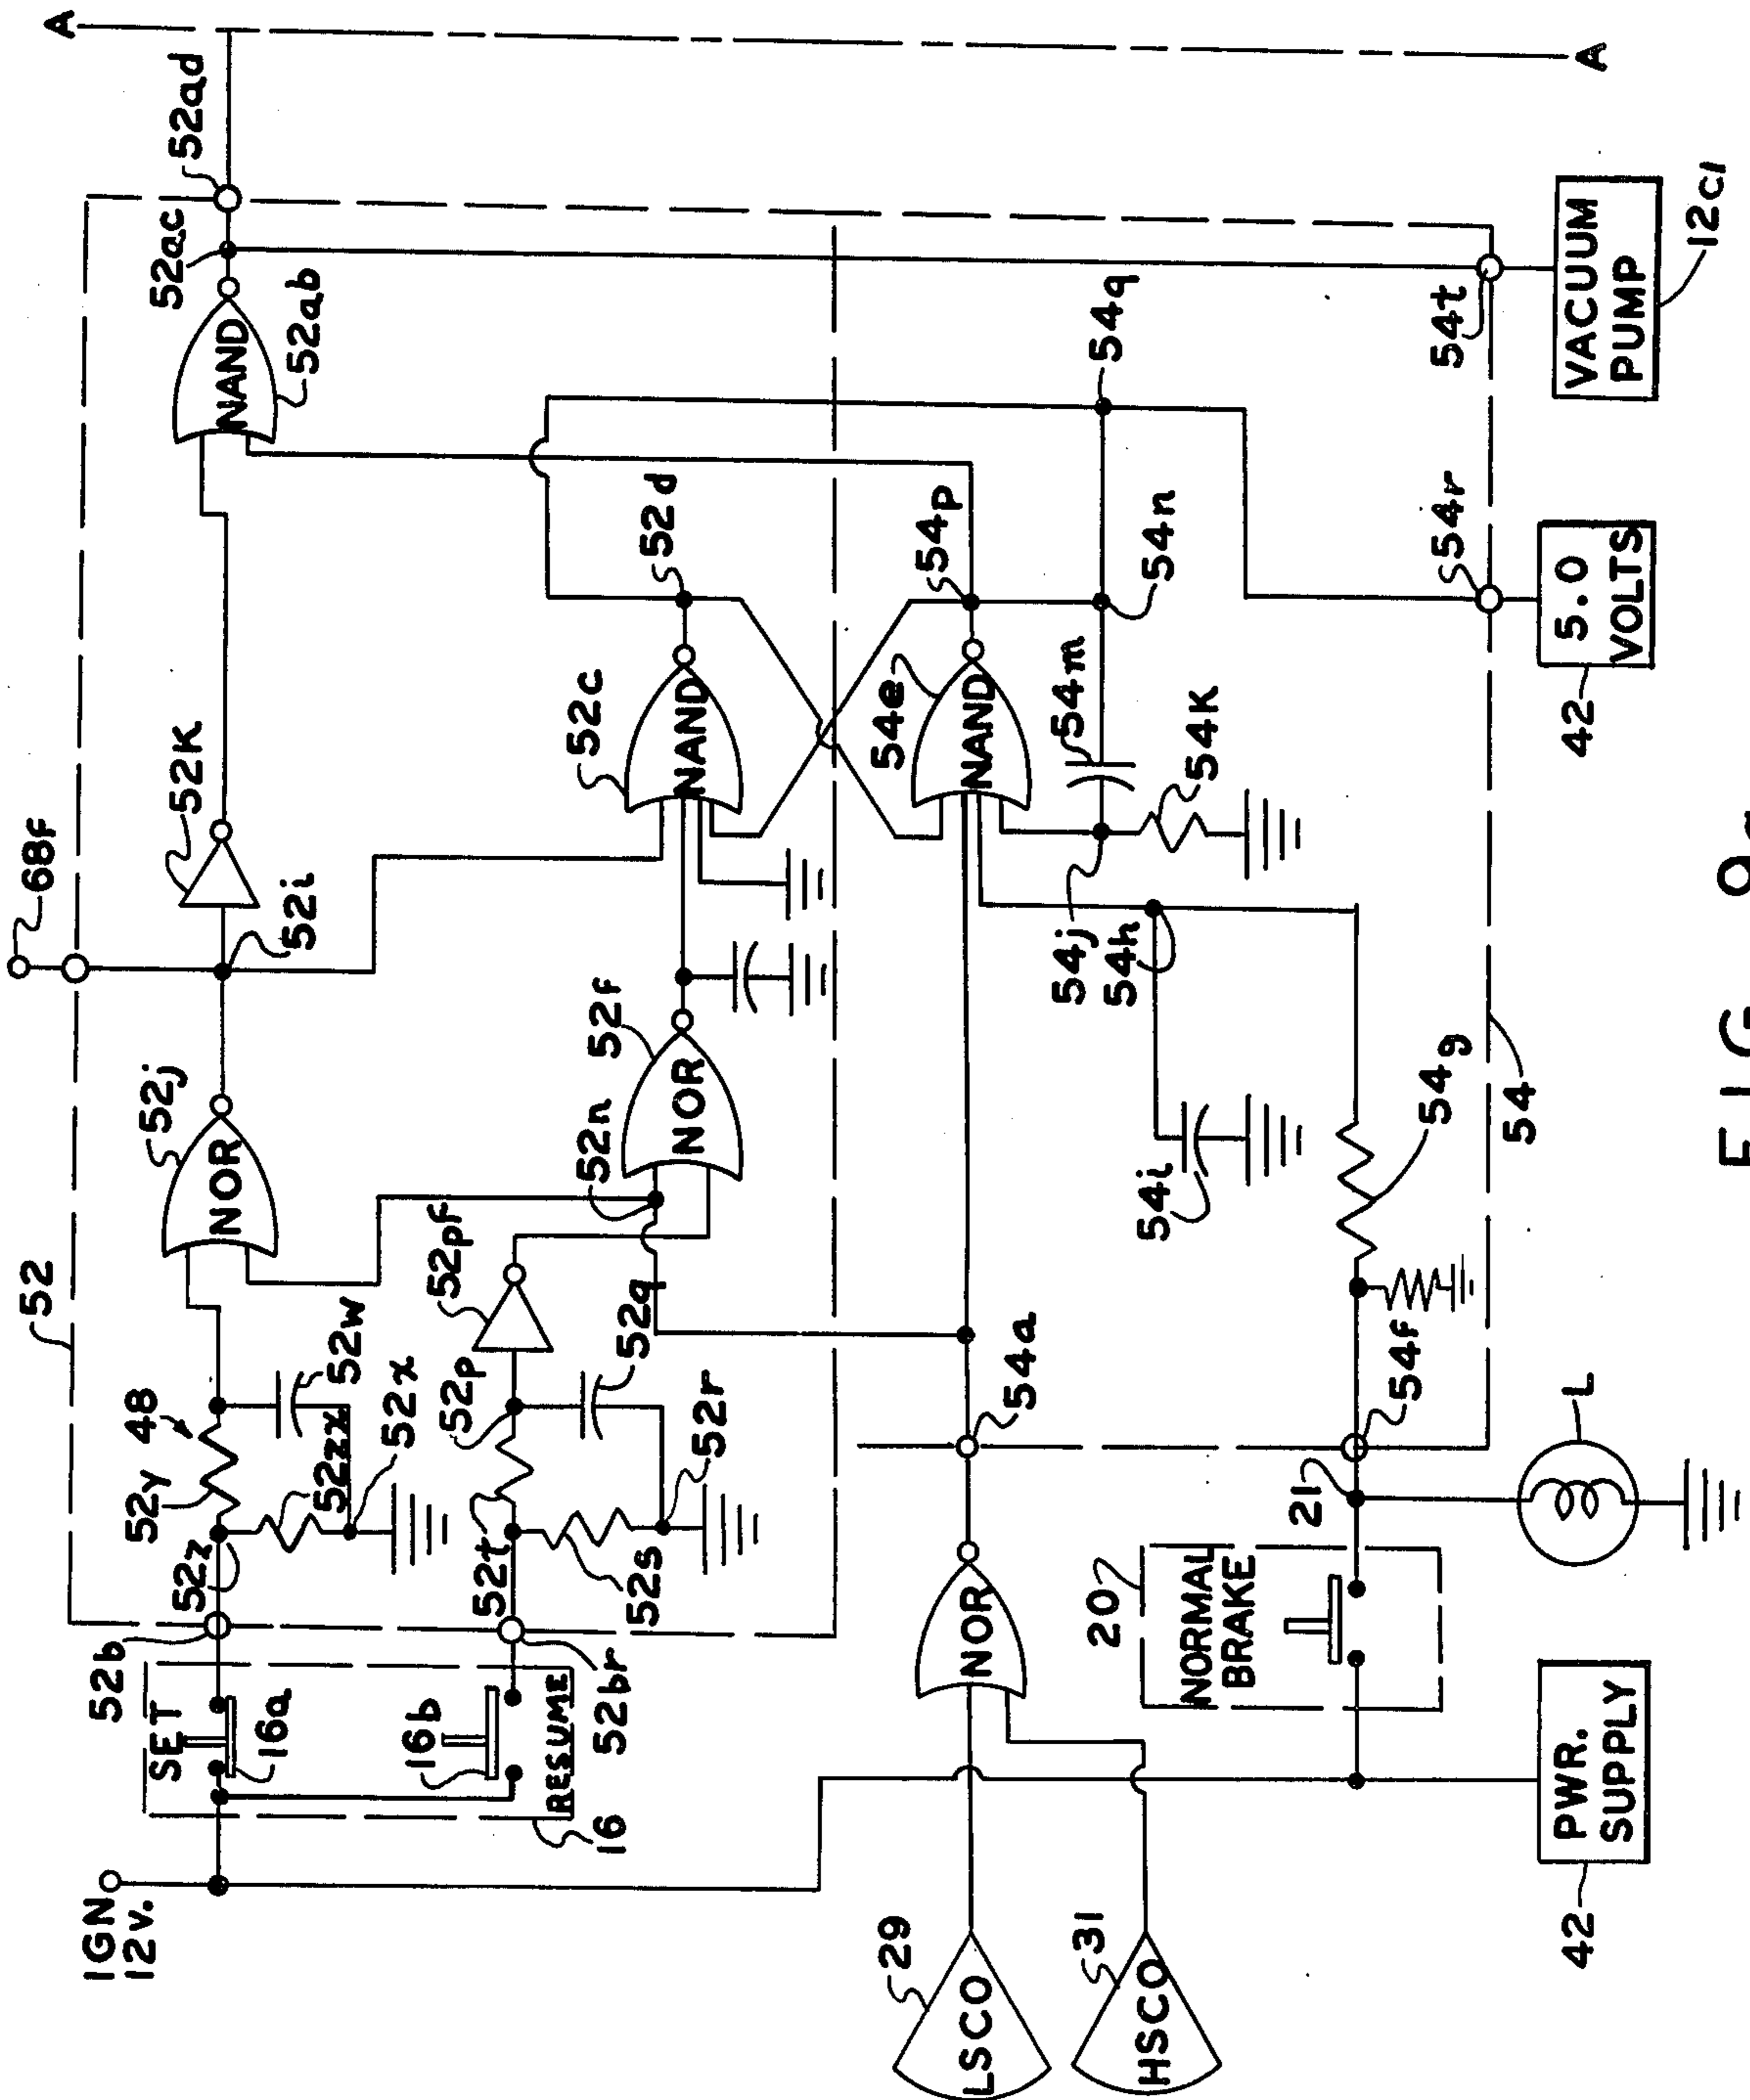 A
68f
52
52j
52K
52ac
52ad
NOR
NAND
52i
52ab
48
52y
52w
52z
52zx
52x
52b
SET
16a
IGN
12v.
52pf
52n
52f
52c
52d
NOR
NAND
52p
52q
52t
52s
52r
16b
RESUME
52br
16
54a
54e
54p
54q
29
LSCO
NOR
NAND
54m
54n
54j
54h
54K
31
HSCO
54i
20
NORMAL
BRAKE
21
54f
54g
54
54r
54t
A
L
PWR.
SUPPLY
42
5.0
VOLTS
42
VACUUM
PUMP
12c1